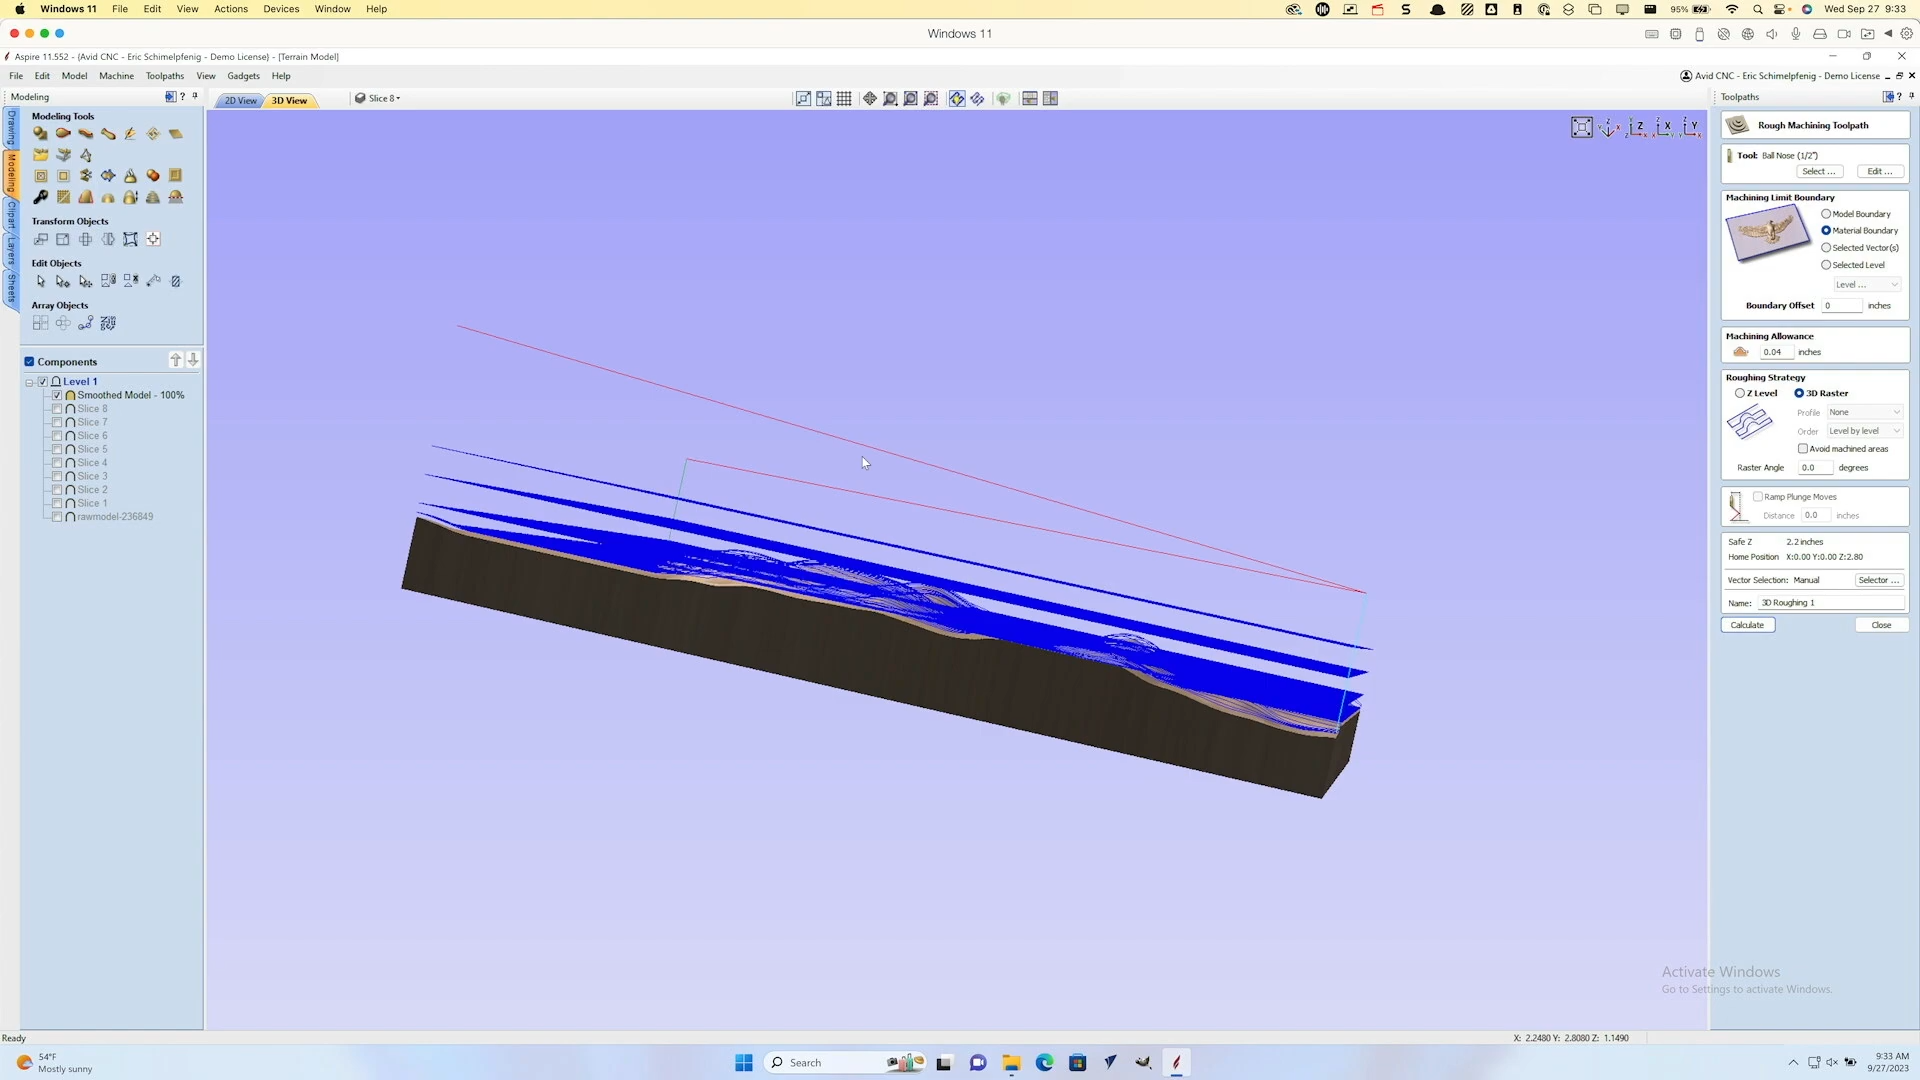 Windows 11 File Edit View Actions Devices Window Help
95% Wed Sep 27 9:33
Windows 11
Aspire 11.552 - {Avid CNC - Eric Schimelpfenig - Demo License} - [Terrain Model]
File Edit Model Machine Toolpaths View Gadgets Help
Avid CNC - Eric Schimelpfenig - Demo License
Modeling
2D View 3D View Slice 8
Toolpaths
Drawing
Modeling
Clipart
Layers
Sheets
Modeling Tools
Transform Objects
Edit Objects
Array Objects
Components
Level 1
Smoothed Model - 100%
Slice 8
Slice 7
Slice 6
Slice 5
Slice 4
Slice 3
Slice 2
Slice 1
rawmodel-236849
Rough Machining Toolpath
Tool: Ball Nose (1/2")
Select ... Edit ...
Machining Limit Boundary
Model Boundary
Material Boundary
Selected Vector(s)
Selected Level
Level ...
Boundary Offset 0 inches
Machining Allowance
0.04 inches
Roughing Strategy
Z Level 3D Raster
Profile None
Order Level by level
Avoid machined areas
Raster Angle 0.0 degrees
Ramp Plunge Moves
Distance 0.0 inches
Safe Z 2.2 inches
Home Position X:0.00 Y:0.00 Z:2.80
Vector Selection: Manual Selector ...
Name: 3D Roughing 1
Calculate Close
Activate Windows
Go to Settings to activate Windows.
Ready
X: 2.2480 Y: 2.8080 Z: 1.1490
54°F
Mostly sunny
Search
9:33 AM
9/27/2023